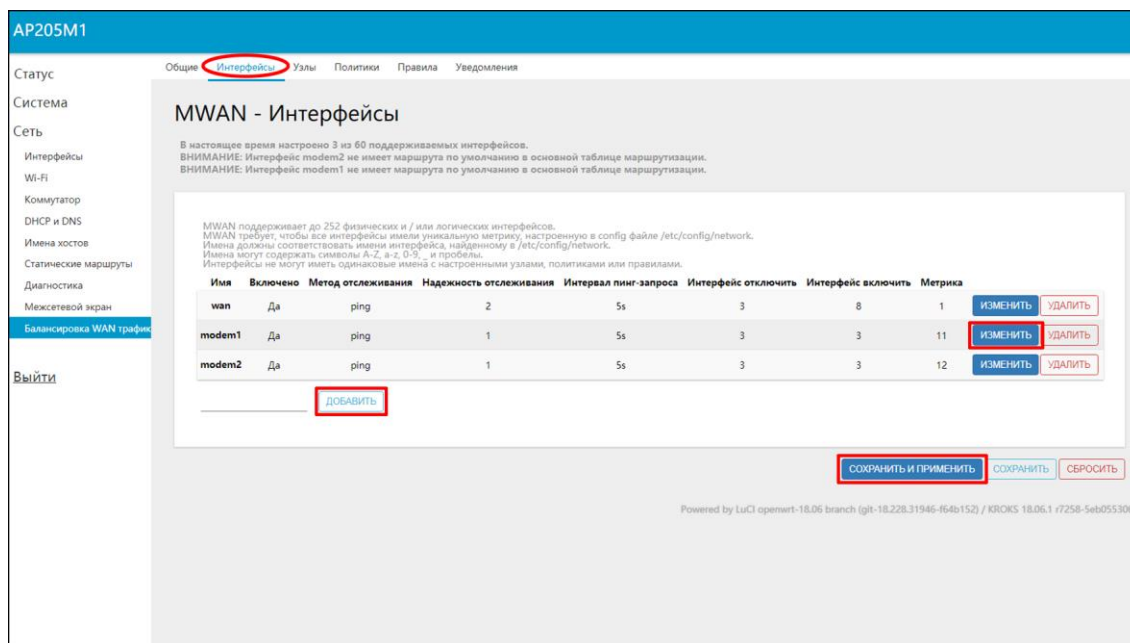 AP205M1
Общие Интерфейсы Узлы Политики Правила Уведомления
Статус
Система
Сеть
Интерфейсы
Wi-Fi
Коммутатор
DHCP и DNS
Имена хостов
Статические маршруты
Диагностика
Межсетевой экран
Балансировка WAN трафик
Выйти
MWAN - Интерфейсы
В настоящее время настроено 3 из 60 поддерживаемых интерфейсов.
ВНИМАНИЕ: Интерфейс modem2 не имеет маршрута по умолчанию в основной таблице маршрутизации.
ВНИМАНИЕ: Интерфейс modem1 не имеет маршрута по умолчанию в основной таблице маршрутизации.
MWAN поддерживает до 252 физических и / или логических интерфейсов.
MWAN требует, чтобы все интерфейсы имели уникальную метрику, настроенную в config файле /etc/config/network.
Имена должны соответствовать имени интерфейса, найденному в /etc/config/network.
Имена могут содержать символы A-Z, a-z, 0-9, _ и пробелы.
Интерфейсы не могут иметь одинаковые имена с настроенными узлами, политиками или правилами.
Имя Включено Метод отслеживания Надежность отслеживания Интервал пинг-запроса Интерфейс отключить Интерфейс включить Метрика
wan Да ping 2 5s 3 8 1 ИЗМЕНИТЬ УДАЛИТЬ
modem1 Да ping 1 5s 3 3 11 ИЗМЕНИТЬ УДАЛИТЬ
modem2 Да ping 1 5s 3 3 12 ИЗМЕНИТЬ УДАЛИТЬ
ДОБАВИТЬ
СОХРАНИТЬ И ПРИМЕНИТЬ СОХРАНИТЬ СБРОСИТЬ
Powered by LuCI openwrt-18.06 branch (git-18.228.31946-f64b152) / KROKS 18.06.1 r7258-5eb055306